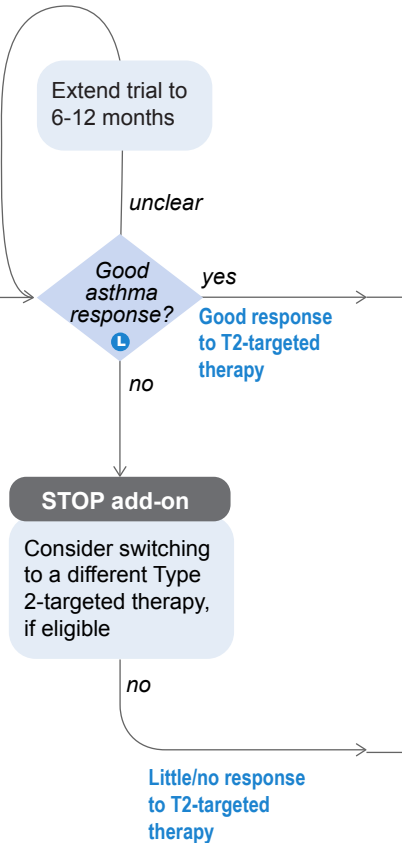 Extend trial to
6-12 months
unclear
Good
asthma
response?
L
yes
Good response
to T2-targeted
therapy
no
STOP add-on
Consider switching
to a different Type
2-targeted therapy,
if eligible
no
Little/no response
to T2-targeted
therapy